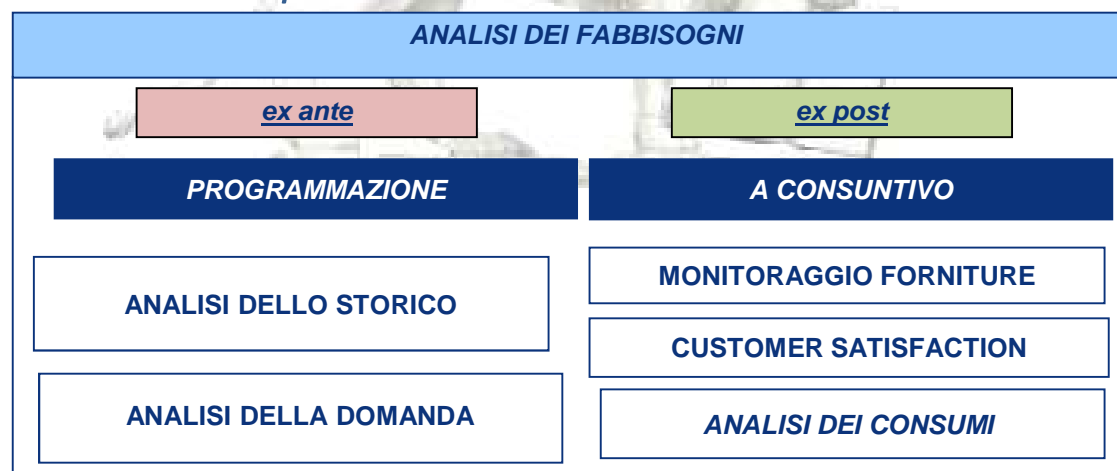 ANALISI DEI FABBISOGNI
ex ante
ex post
PROGRAMMAZIONE
A CONSUNTIVO
ANALISI DELLO STORICO
ANALISI DELLA DOMANDA
MONITORAGGIO FORNITURE
CUSTOMER SATISFACTION
ANALISI DEI CONSUMI